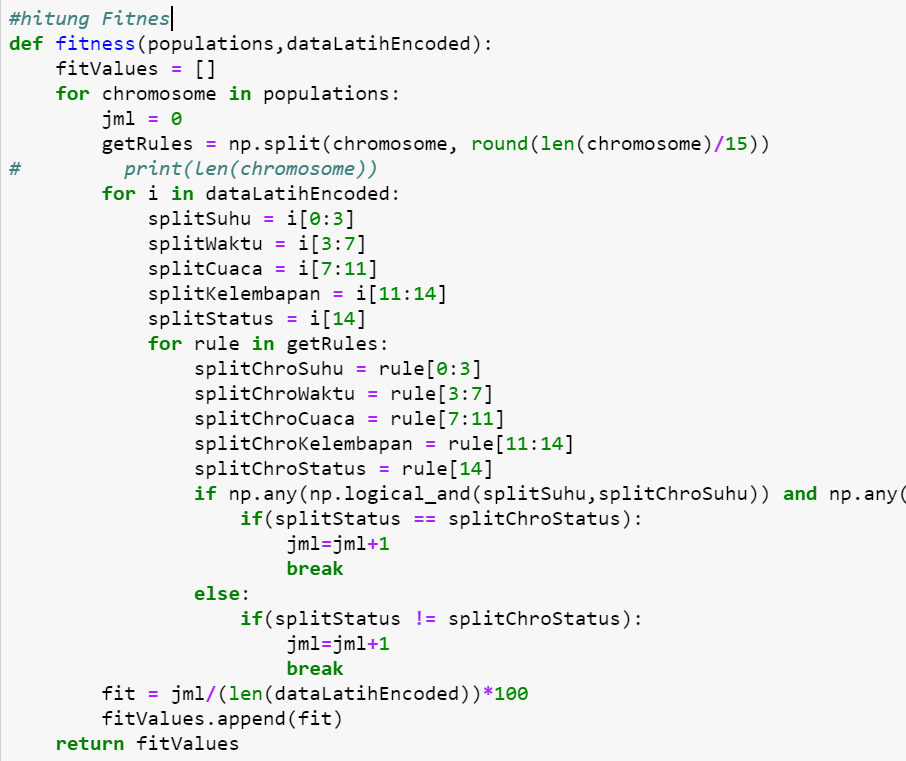 #hitung Fitnes
def fitness(populations,dataLatihEncoded):
    fitValues = []
    for chromosome in populations:
        jml = 0
        getRules = np.split(chromosome, round(len(chromosome)/15))
#         print(len(chromosome))
        for i in dataLatihEncoded:
            splitSuhu = i[0:3]
            splitWaktu = i[3:7]
            splitCuaca = i[7:11]
            splitKelembapan = i[11:14]
            splitStatus = i[14]
            for rule in getRules:
                splitChroSuhu = rule[0:3]
                splitChroWaktu = rule[3:7]
                splitChroCuaca = rule[7:11]
                splitChroKelembapan = rule[11:14]
                splitChroStatus = rule[14]
                if np.any(np.logical_and(splitSuhu,splitChroSuhu)) and np.any(
                    if(splitStatus == splitChroStatus):
                        jml=jml+1
                        break
                else:
                    if(splitStatus != splitChroStatus):
                        jml=jml+1
                        break
        fit = jml/(len(dataLatihEncoded))*100
        fitValues.append(fit)
    return fitValues